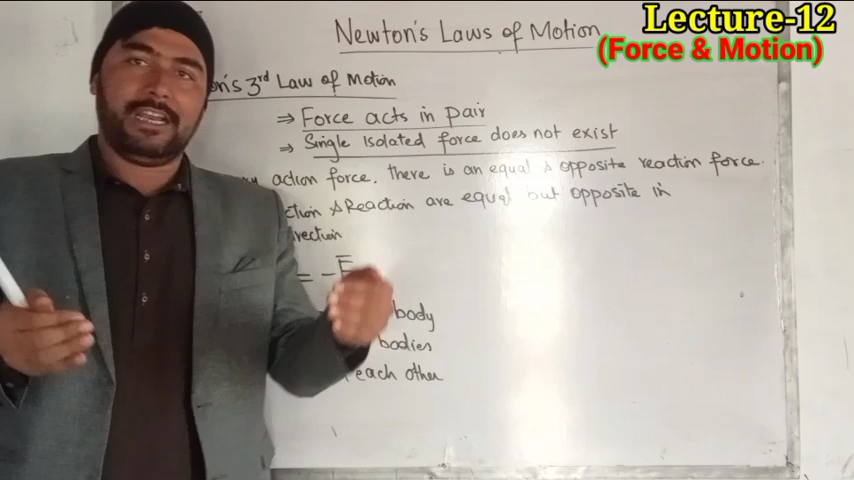 Lecture-12
(Force & Motion)
Newton's Laws of Motion
on's 3rd Law of Motion
⇒ Force acts in pair
⇒ Single Isolated force does not exist
action force, there is an equal & opposite reaction force.
ction & Reaction are equal but opposite in
irection
= -F
body
bodies
each other